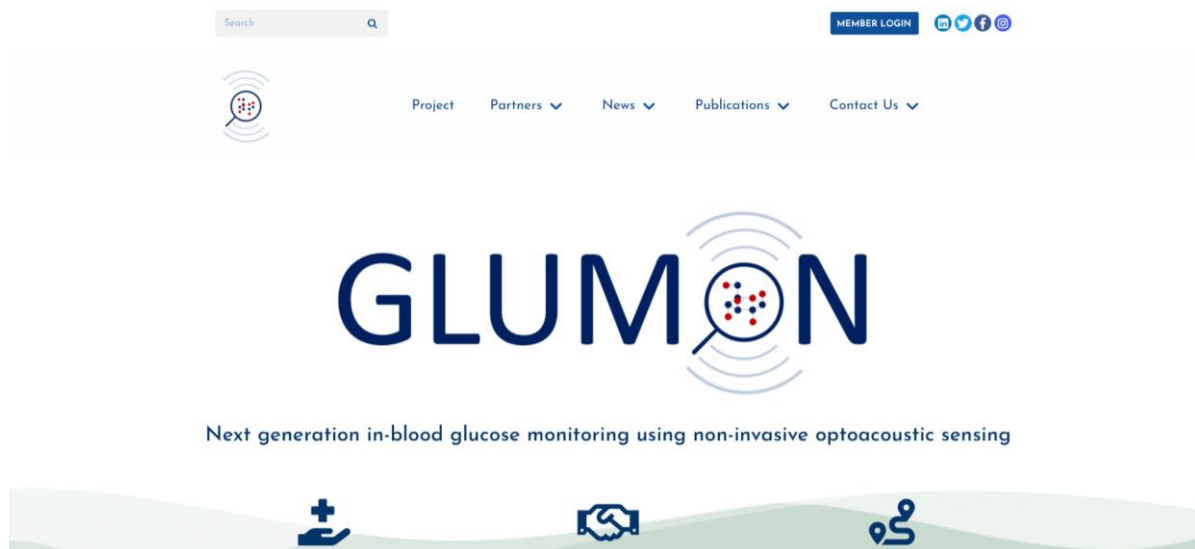 Search
MEMBER LOGIN
Project Partners News Publications Contact Us
GLUMON
Next generation in-blood glucose monitoring using non-invasive optoacoustic sensing